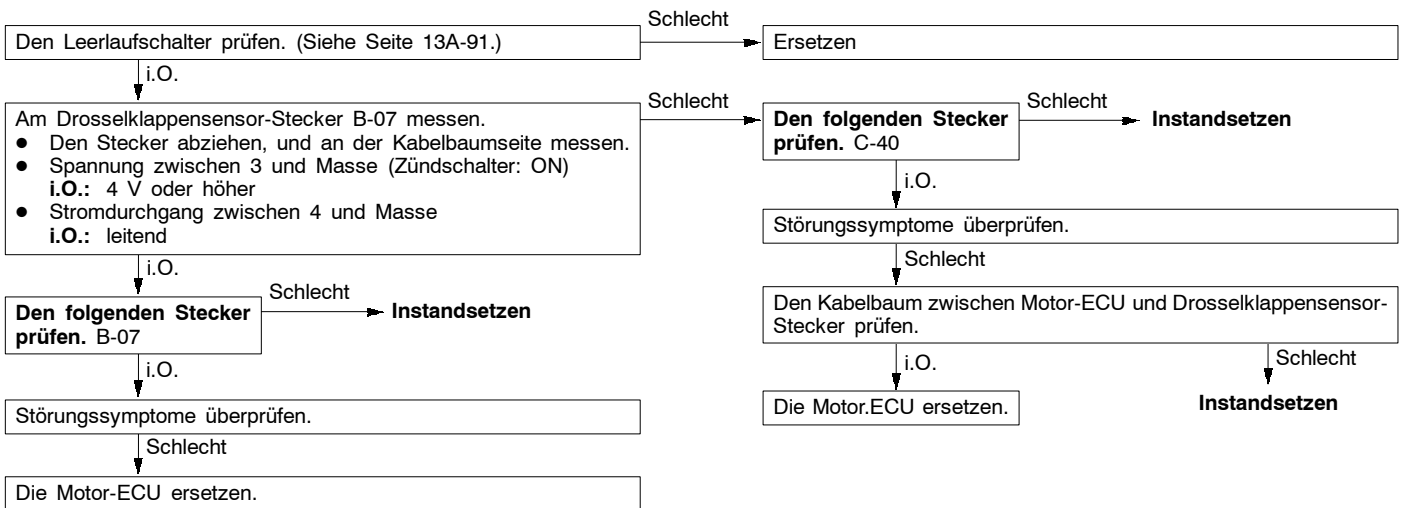 Den Leerlaufschalter prüfen. (Siehe Seite 13A-91.)
Schlecht
Ersetzen
i.O.
Am Drosselklappensensor-Stecker B-07 messen.
● Den Stecker abziehen, und an der Kabelbaumseite messen.
● Spannung zwischen 3 und Masse (Zündschalter: ON)
i.O.: 4 V oder höher
● Stromdurchgang zwischen 4 und Masse
i.O.: leitend
Schlecht
Den folgenden Stecker
prüfen. C-40
Schlecht
Instandsetzen
i.O.
Störungssymptome überprüfen.
Schlecht
Den Kabelbaum zwischen Motor-ECU und Drosselklappensensor-
Stecker prüfen.
i.O.
Die Motor.ECU ersetzen.
Schlecht
Instandsetzen
i.O.
Den folgenden Stecker
prüfen. B-07
Schlecht
Instandsetzen
i.O.
Störungssymptome überprüfen.
Schlecht
Die Motor-ECU ersetzen.